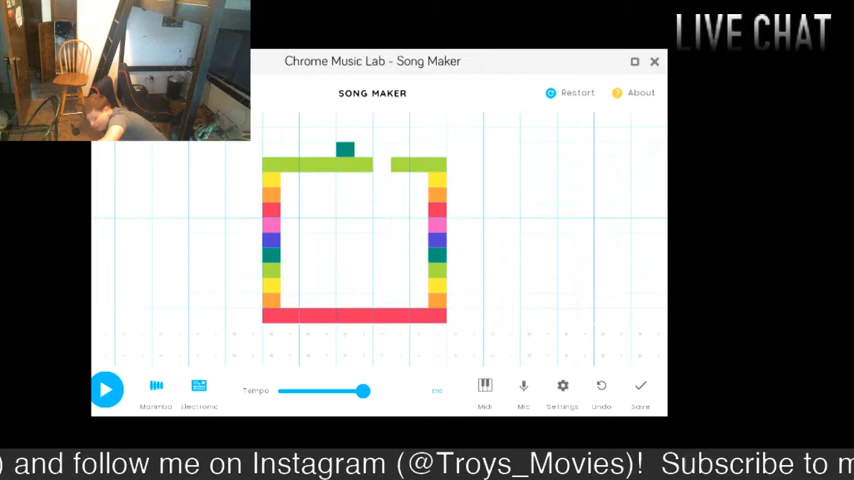 LIVE CHAT
Chrome Music Lab - Song Maker
SONG MAKER
Restart
About
Tempo
Marimba
Electronic
Midi
Mic
Settings
Undo
Save
) and follow me on Instagram (@Troys_Movies)!  Subscribe to m